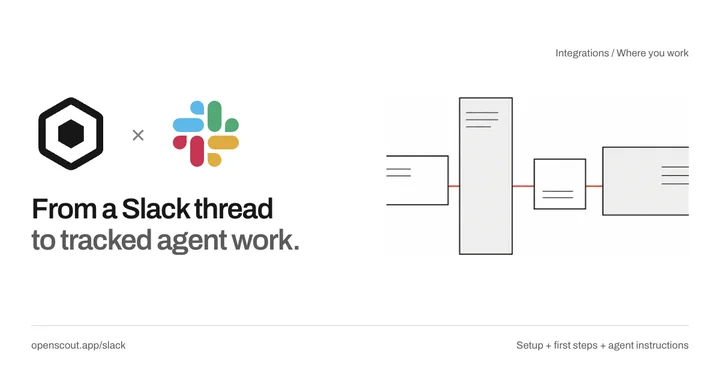 Integrations / Where you work
×
From a Slack thread
to tracked agent work.
openscout.app/slack
Setup + first steps + agent instructions